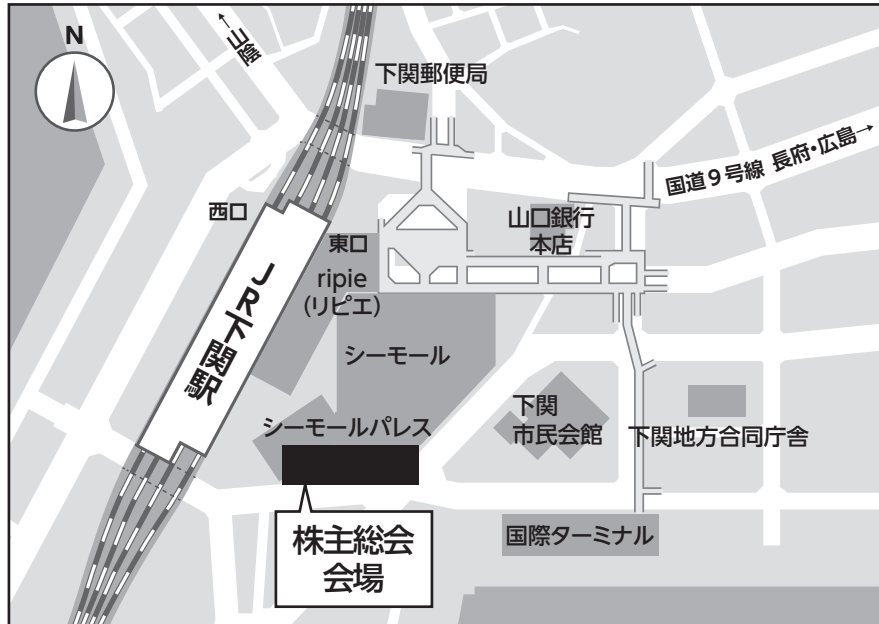 N
←山陰
下関郵便局
国道9号線 長府・広島→
西口
山口銀行
本店
東口
ripie
(リピエ)
JR下関駅
シーモール
下関
市民会館
シーモールパレス
下関地方合同庁舎
株主総会
会場
国際ターミナル